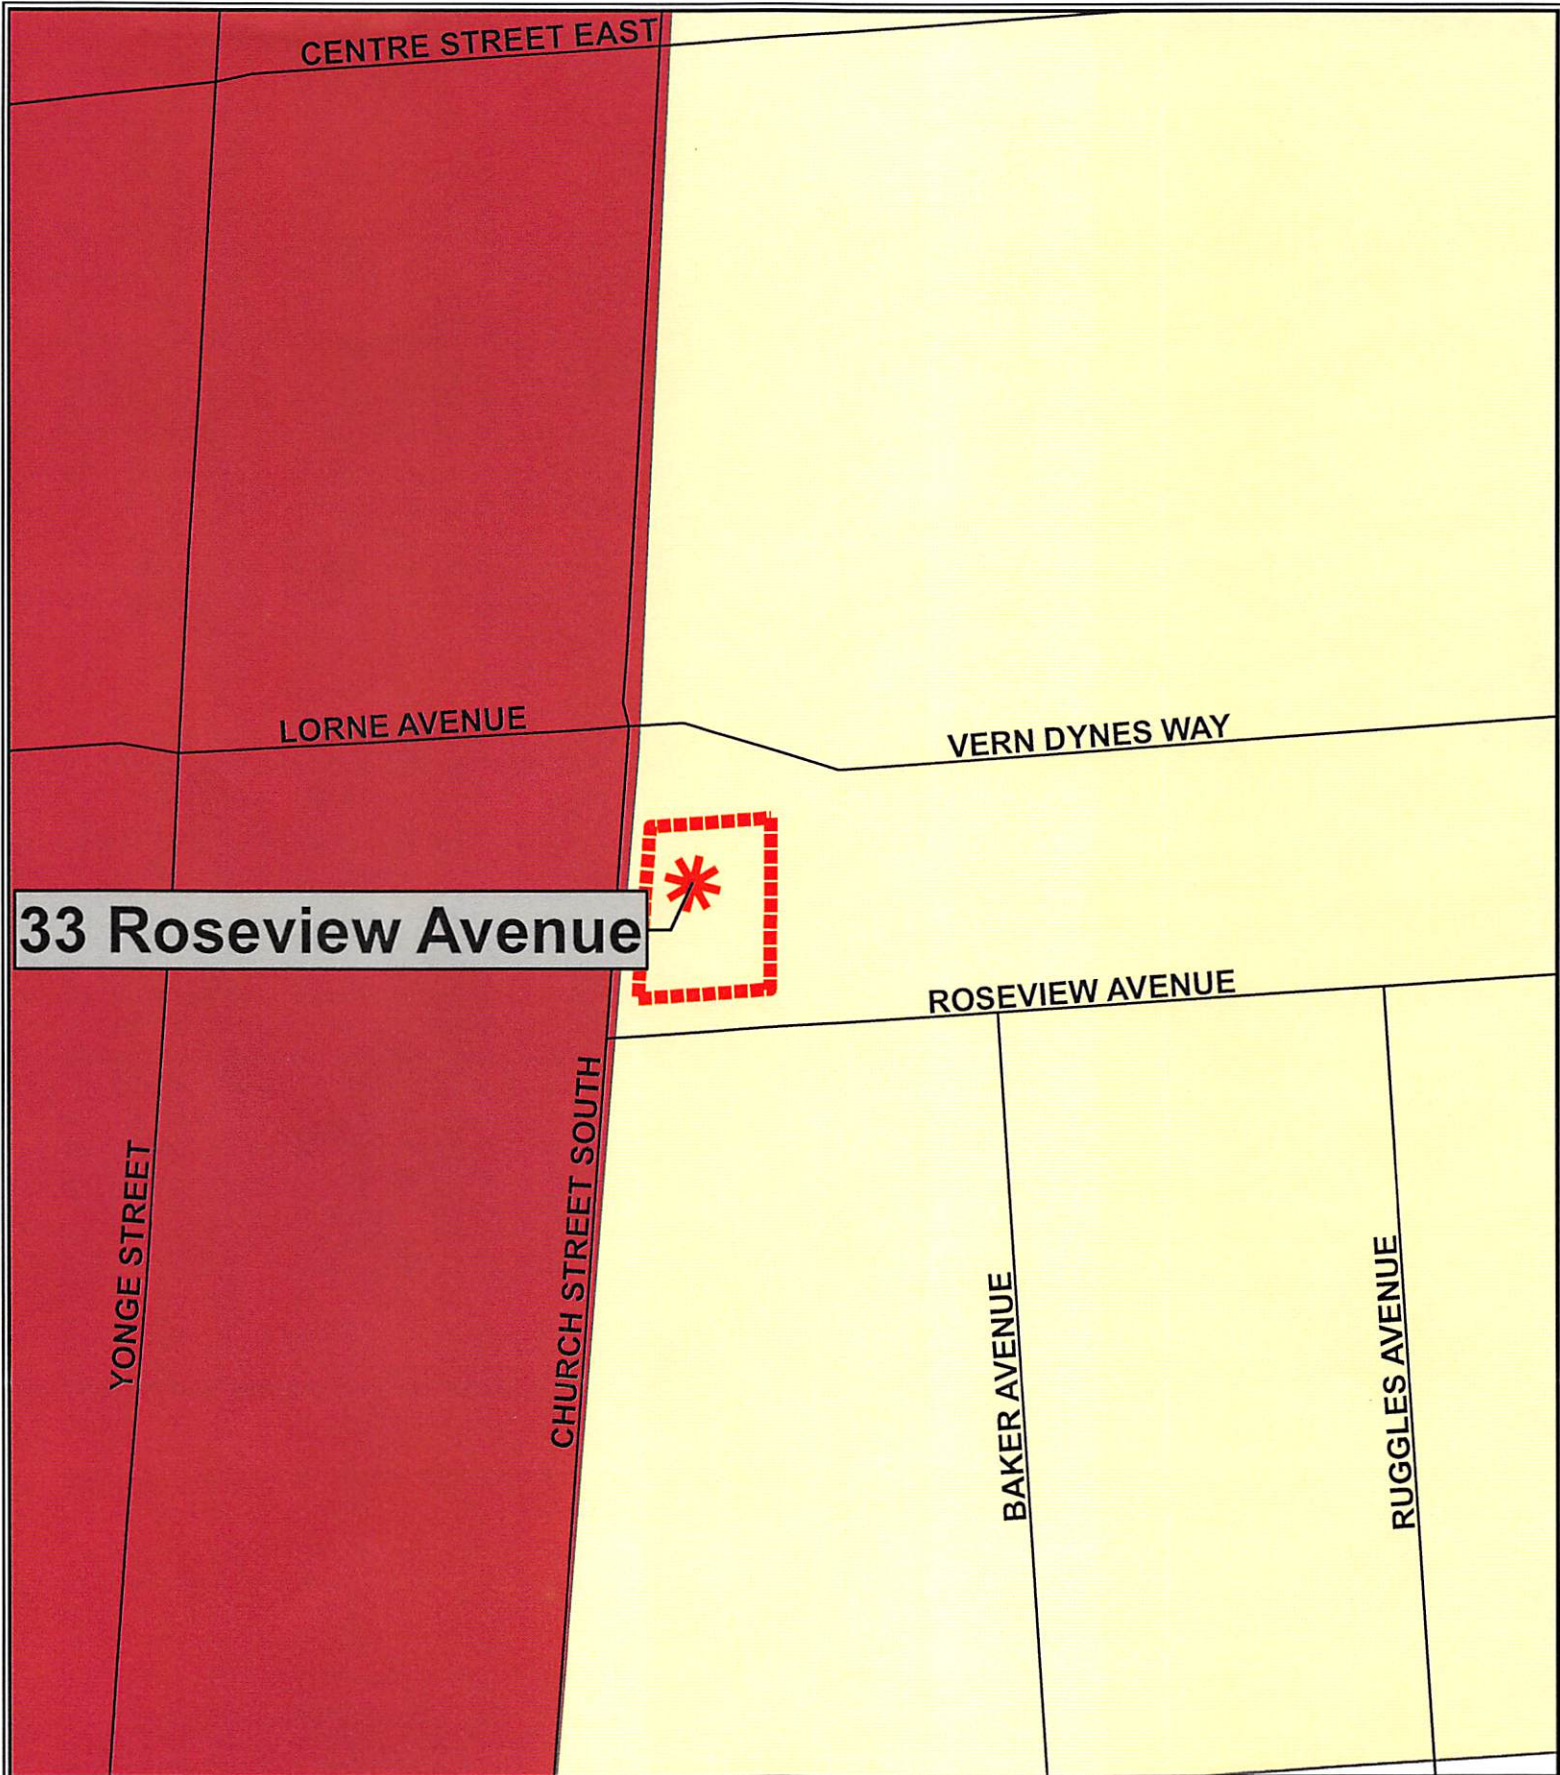 CENTRE STREET EAST
LORNE AVENUE
VERN DYNES WAY
33 Roseview Avenue
ROSEVIEW AVENUE
YONGE STREET
CHURCH STREET SOUTH
BAKER AVENUE
RUGGLES AVENUE